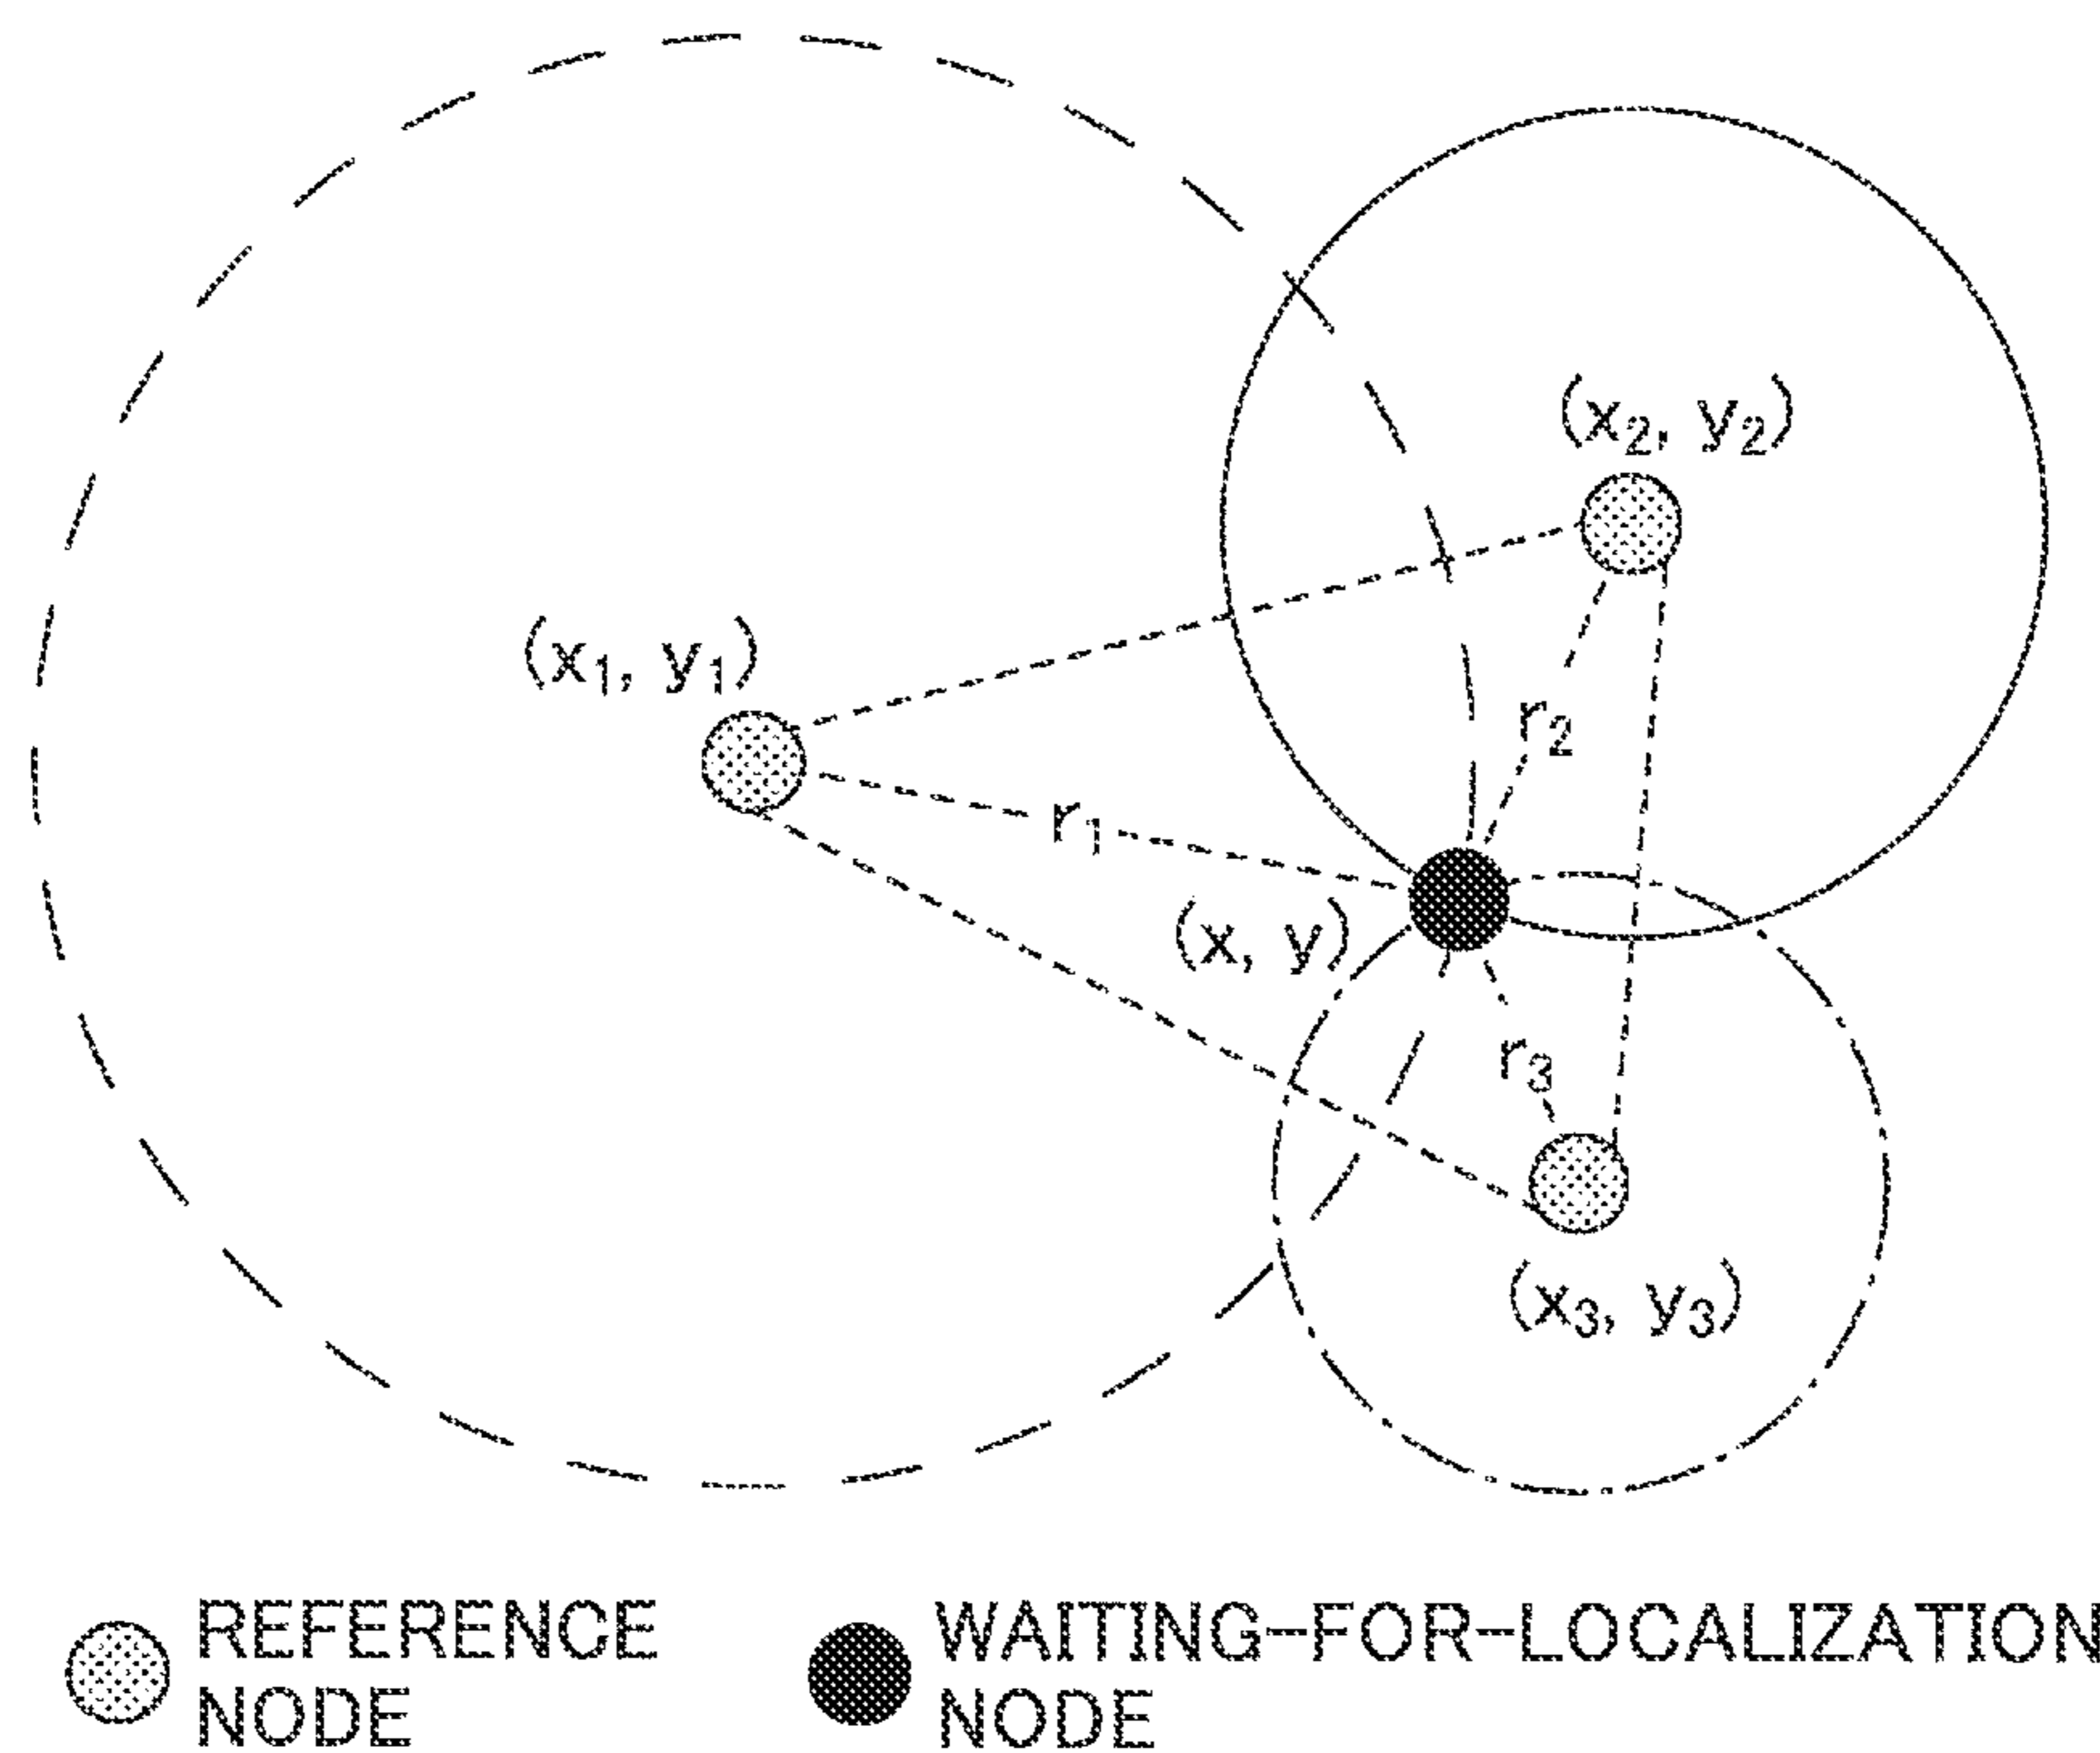 (x2, y2)
(x1, y1)
r2
r1
(x, y)
r3
(x3, y3)
REFERENCE
NODE
WAITING-FOR-LOCALIZATION
NODE